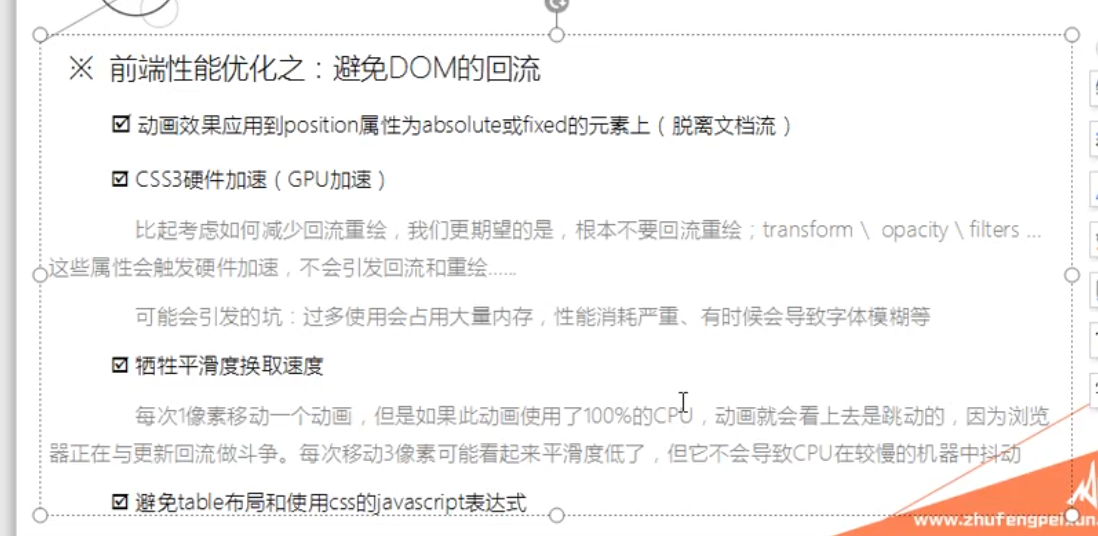 ※ 前端性能优化之：避免DOM的回流
动画效果应用到position属性为absolute或fixed的元素上（脱离文档流）
CSS3硬件加速（GPU加速）
比起考虑如何减少回流重绘，我们更期望的是，根本不要回流重绘；transform \ opacity \ filters ...
这些属性会触发硬件加速，不会引发回流和重绘......
可能会引发的坑：过多使用会占用大量内存，性能消耗严重、有时候会导致字体模糊等
牺牲平滑度换取速度
每次1像素移动一个动画，但是如果此动画使用了100%的CPU，动画就会看上去是跳动的，因为浏览
器正在与更新回流做斗争。每次移动3像素可能看起来平滑度低了，但它不会导致CPU在较慢的机器中抖动
避免table布局和使用css的javascript表达式